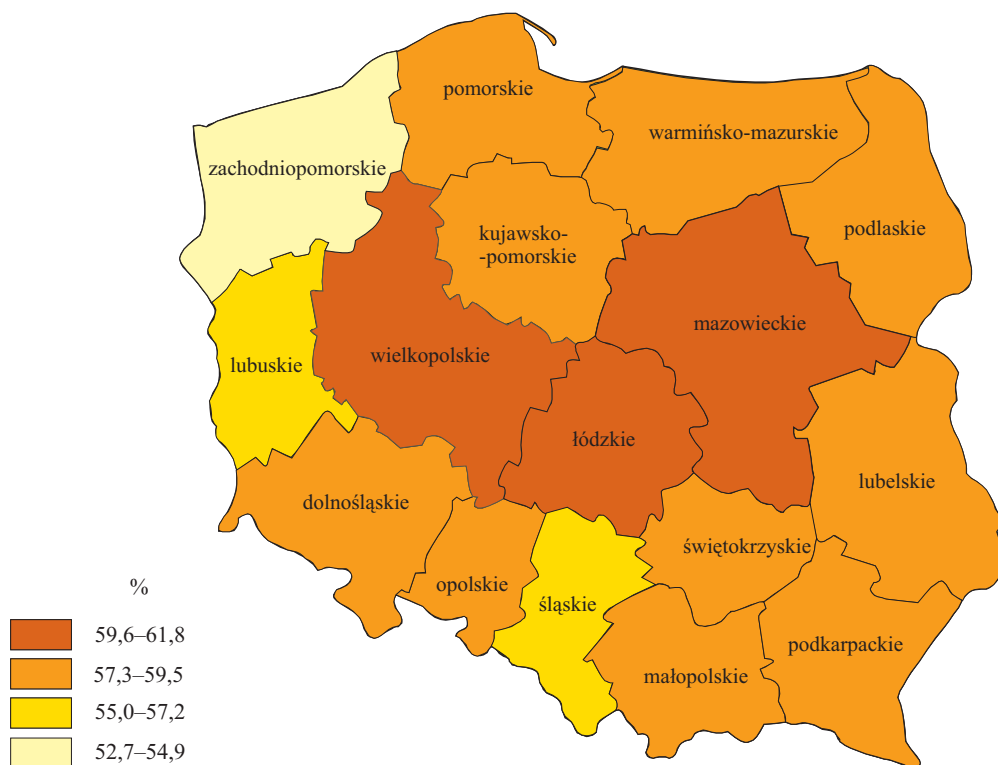 pomorskie
warmińsko-mazurskie
zachodniopomorskie
podlaskie
kujawsko-
-pomorskie
mazowieckie
wielkopolskie
lubuskie
łódzkie
lubelskie
dolnośląskie
świętokrzyskie
opolskie
śląskie
podkarpackie
małopolskie
%
59,6–61,8
57,3–59,5
55,0–57,2
52,7–54,9